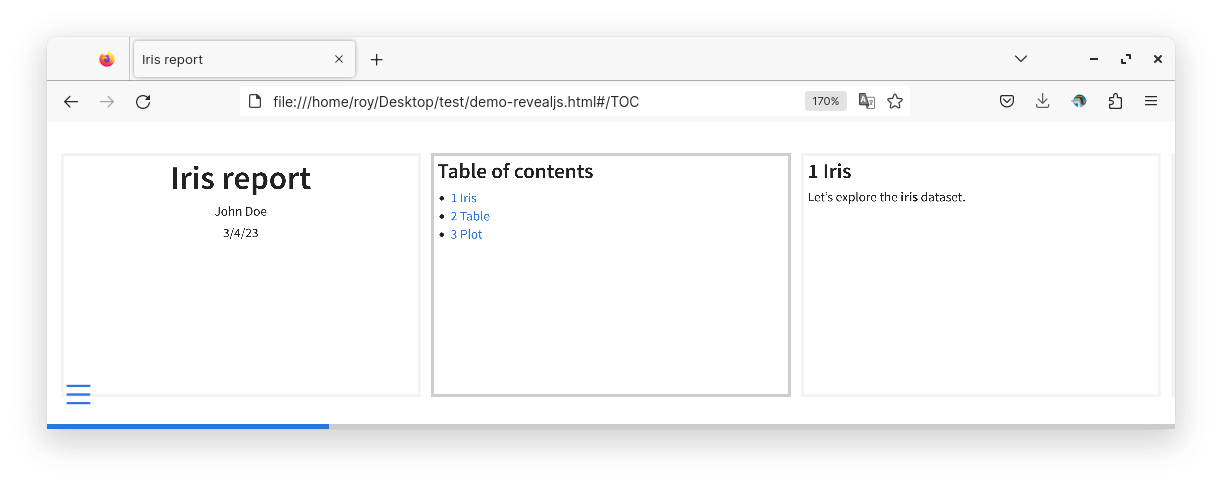 Iris report
file:///home/roy/Desktop/test/demo-revealjs.html#/TOC
170%
Iris report
John Doe
3/4/23
Table of contents
1 Iris
2 Table
3 Plot
1 Iris
Let's explore the iris dataset.